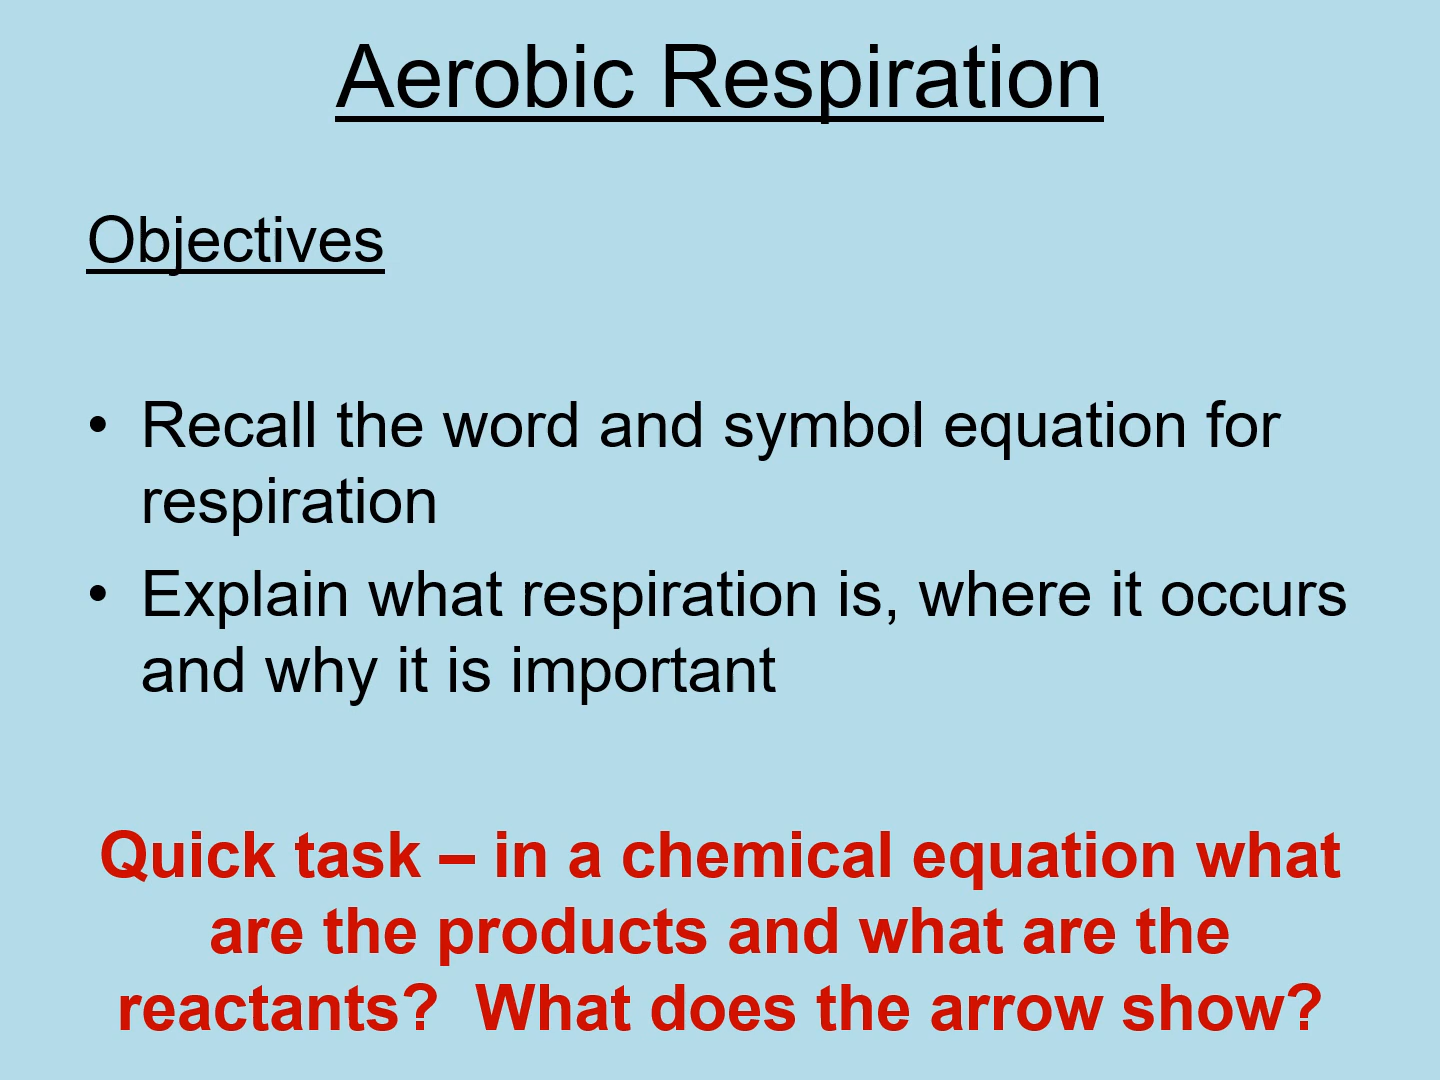 Aerobic Respiration
Objectives
• Recall the word and symbol equation for
respiration
• Explain what respiration is, where it occurs
and why it is important
Quick task – in a chemical equation what
are the products and what are the
reactants?  What does the arrow show?